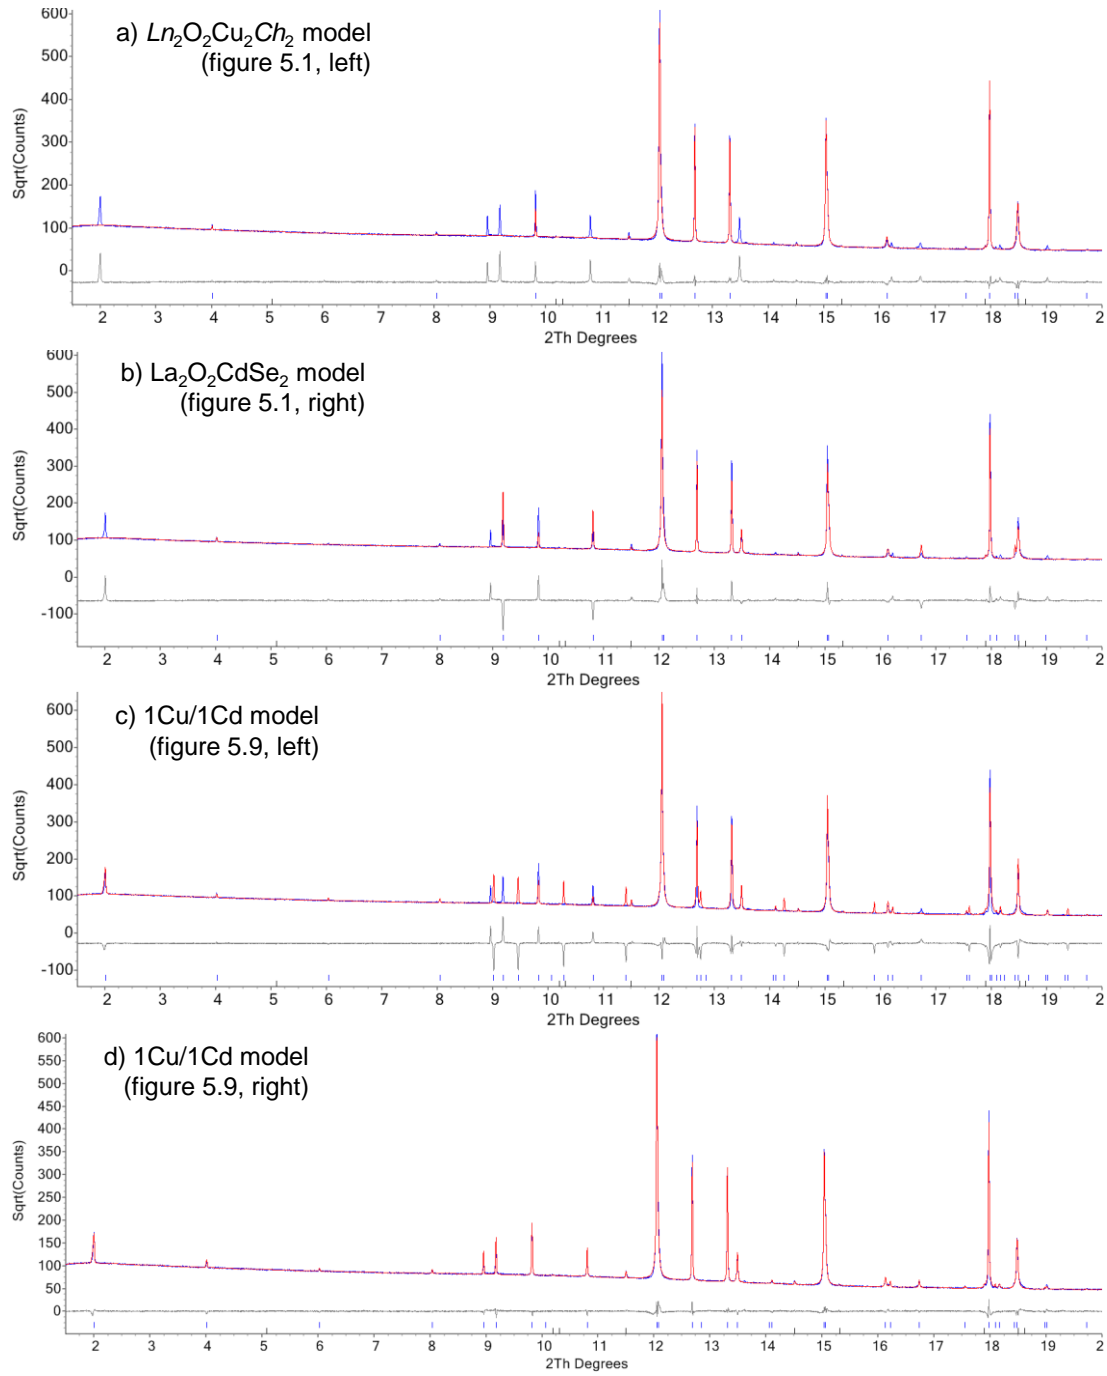 600
a) Ln₂O₂Cu₂Ch₂ model
(figure 5.1, left)
500
400
300
200
100
0
Sqrt(Counts)
2 3 4 5 6 7 8 9 10 11 12 13 14 15 16 17 18 19 2
2Th Degrees
600
b) La₂O₂CdSe₂ model
(figure 5.1, right)
500
400
300
200
100
0
-100
Sqrt(Counts)
2 3 4 5 6 7 8 9 10 11 12 13 14 15 16 17 18 19 2
2Th Degrees
c) 1Cu/1Cd model
(figure 5.9, left)
600
500
400
300
200
100
0
-100
Sqrt(Counts)
2 3 4 5 6 7 8 9 10 11 12 13 14 15 16 17 18 19 2
2Th Degrees
600
d) 1Cu/1Cd model
(figure 5.9, right)
550
500
450
400
350
300
250
200
150
100
50
0
Sqrt(Counts)
2 3 4 5 6 7 8 9 10 11 12 13 14 15 16 17 18 19 2
2Th Degrees